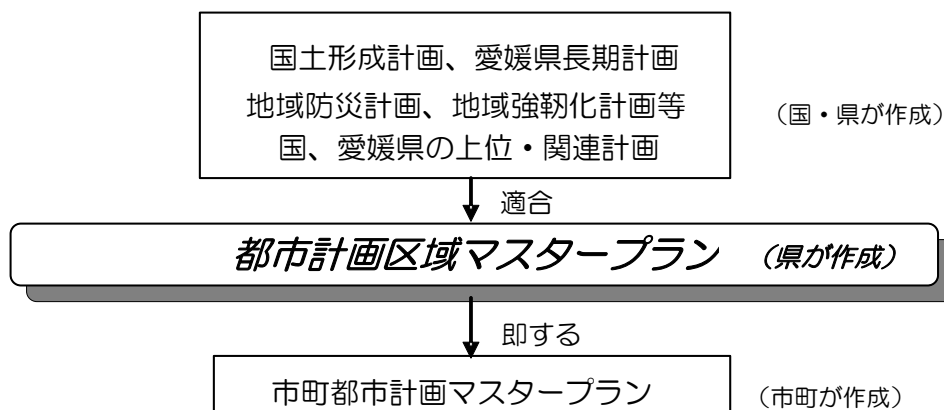 国土形成計画、愛媛県長期計画
地域防災計画、地域強靭化計画等
国、愛媛県の上位・関連計画
（国・県が作成）
適合
都市計画区域マスタープラン （県が作成）
即する
市町都市計画マスタープラン （市町が作成）